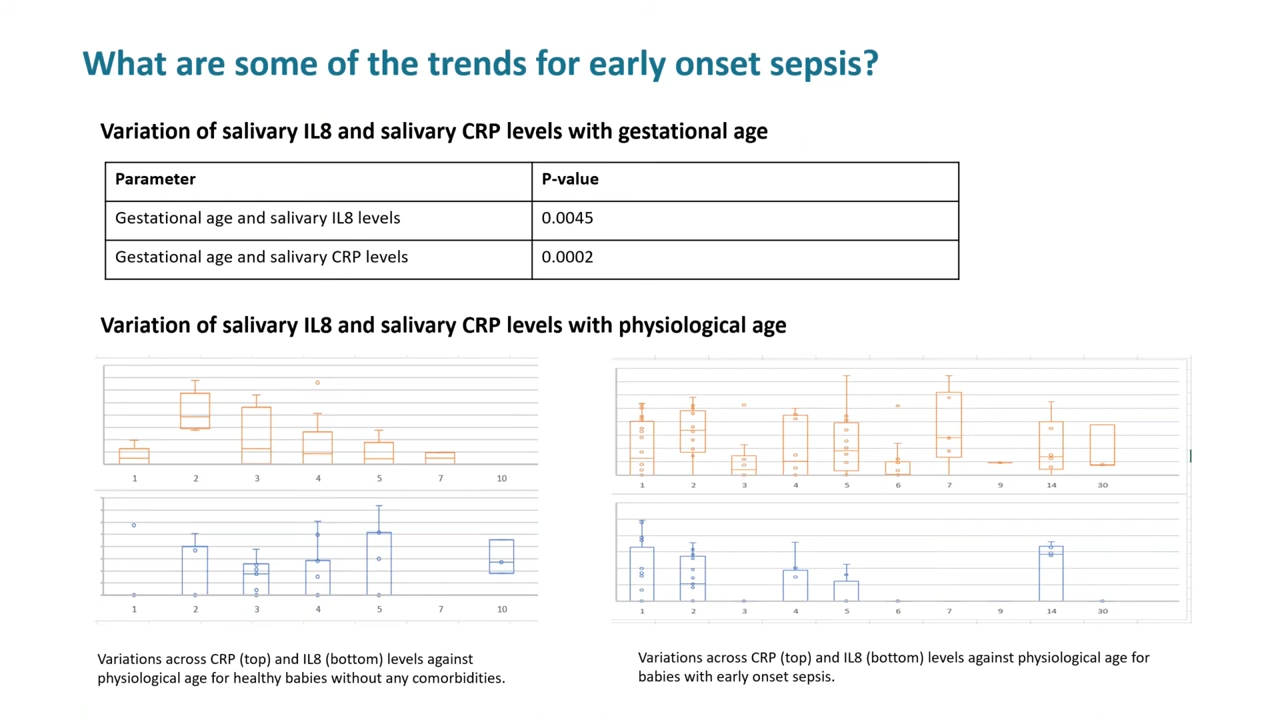 What are some of the trends for early onset sepsis?
Variation of salivary IL8 and salivary CRP levels with gestational age
Parameter P-value
Gestational age and salivary IL8 levels 0.0045
Gestational age and salivary CRP levels 0.0002
Variation of salivary IL8 and salivary CRP levels with physiological age
1 2 3 4 5 7 10
1 2 3 4 5 7 10
1 2 3 4 5 6 7 9 14 30
1 2 3 4 5 6 7 9 14 30
Variations across CRP (top) and IL8 (bottom) levels against
physiological age for healthy babies without any comorbidities.
Variations across CRP (top) and IL8 (bottom) levels against physiological age for
babies with early onset sepsis.